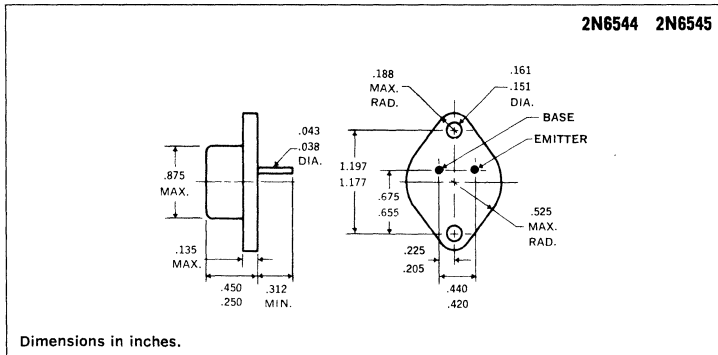 2N6544 2N6545
.188
MAX.
RAD.
.161
.151
DIA.
BASE
EMITTER
.043
.038
DIA.
.875
MAX.
1.197
1.177
.675
.655
.525
MAX.
RAD.
.135
MAX.
.450
.250
.312
MIN.
.225
.205
.440
.420
Dimensions in inches.